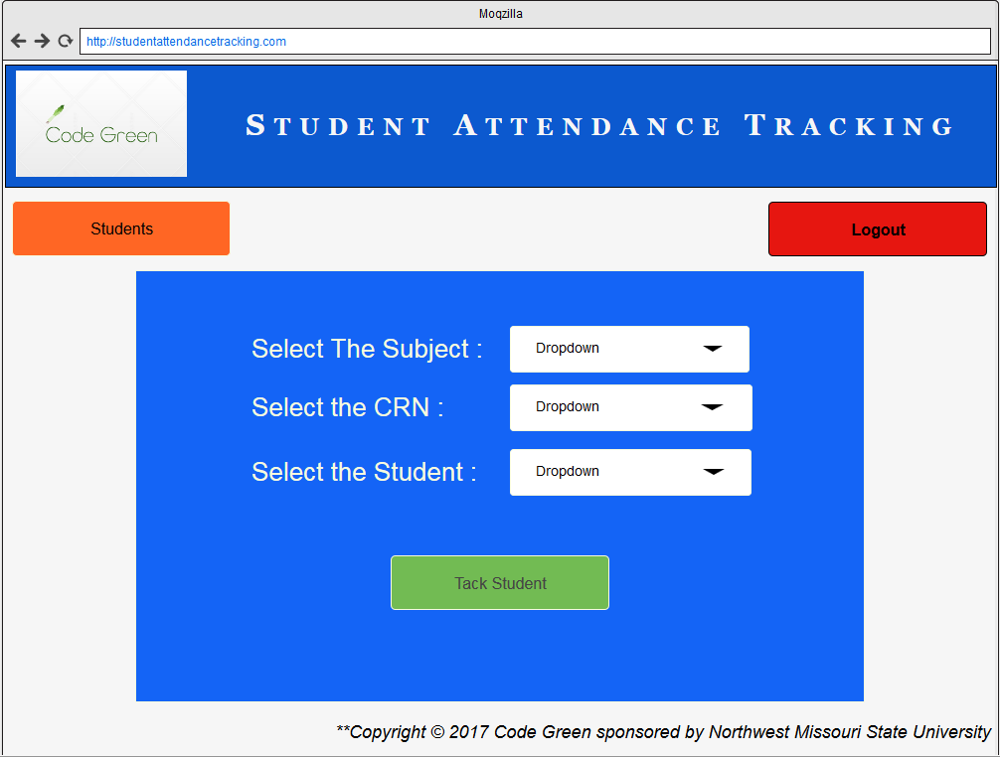 Moqzilla
http://studentattendancetracking.com
Code Green
STUDENT ATTENDANCE TRACKING
Students
Logout
Select The Subject :
Dropdown
Select the CRN :
Dropdown
Select the Student :
Dropdown
Tack Student
**Copyright © 2017 Code Green sponsored by Northwest Missouri State University